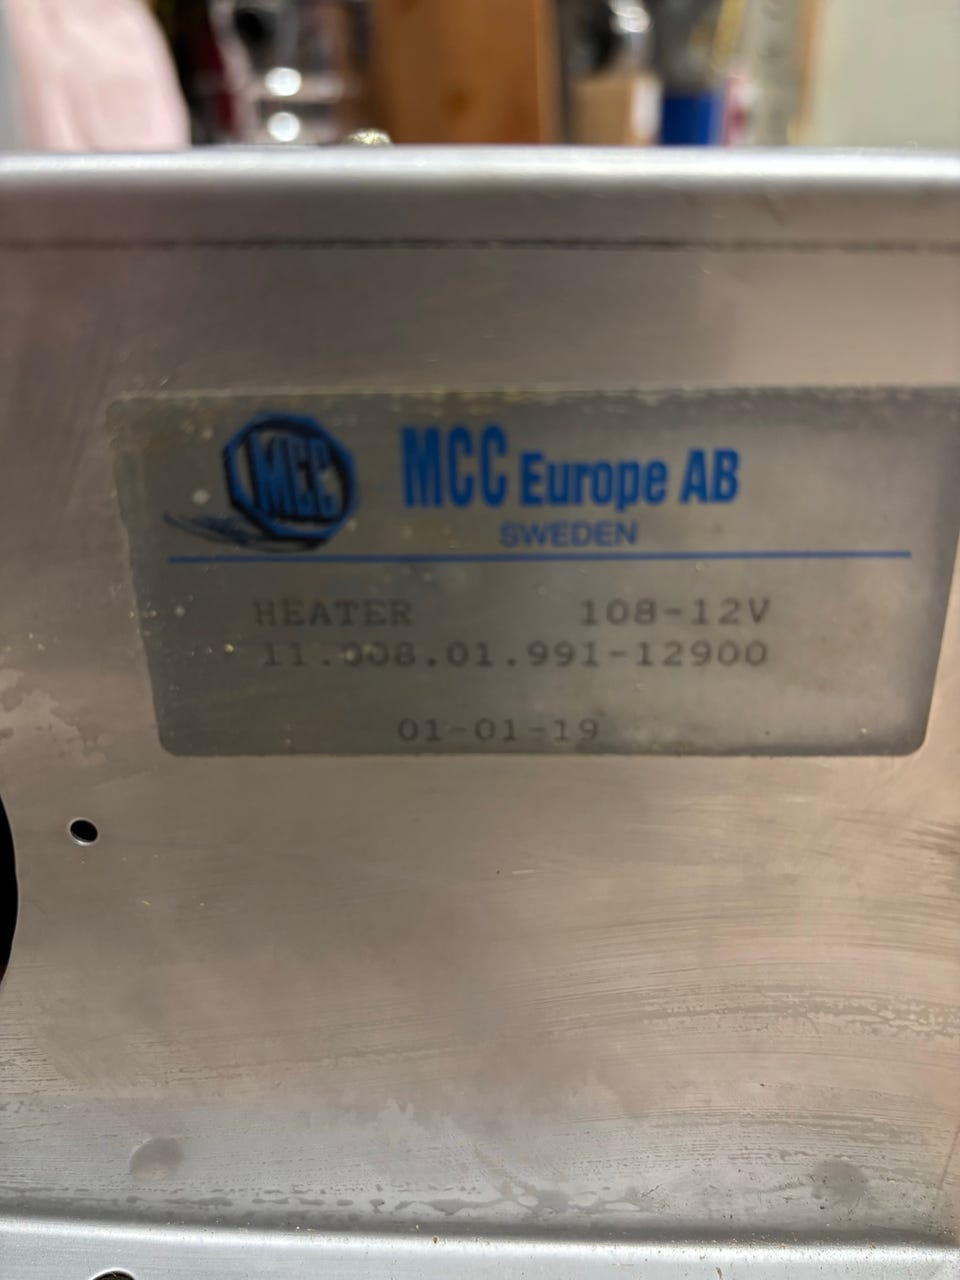 MCC
MCC Europe AB
SWEDEN
HEATER 108-12V
11.008.01.991-12900
01-01-19